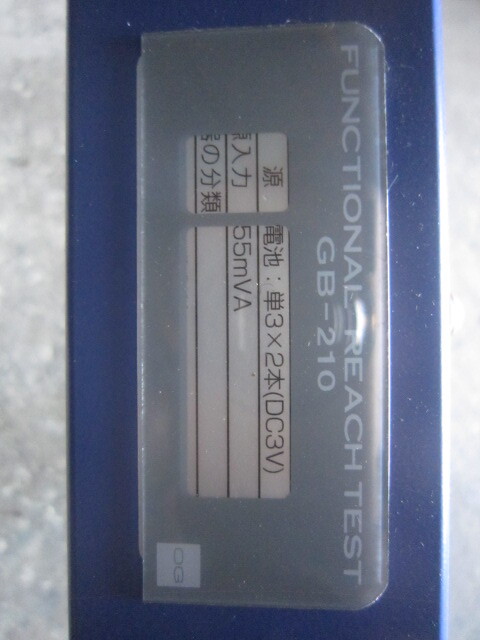 FUNCTIONAL REACH TEST
GB-210
源
電池：単3×2本(DC3V)
入力
55mVA
の分類
OG